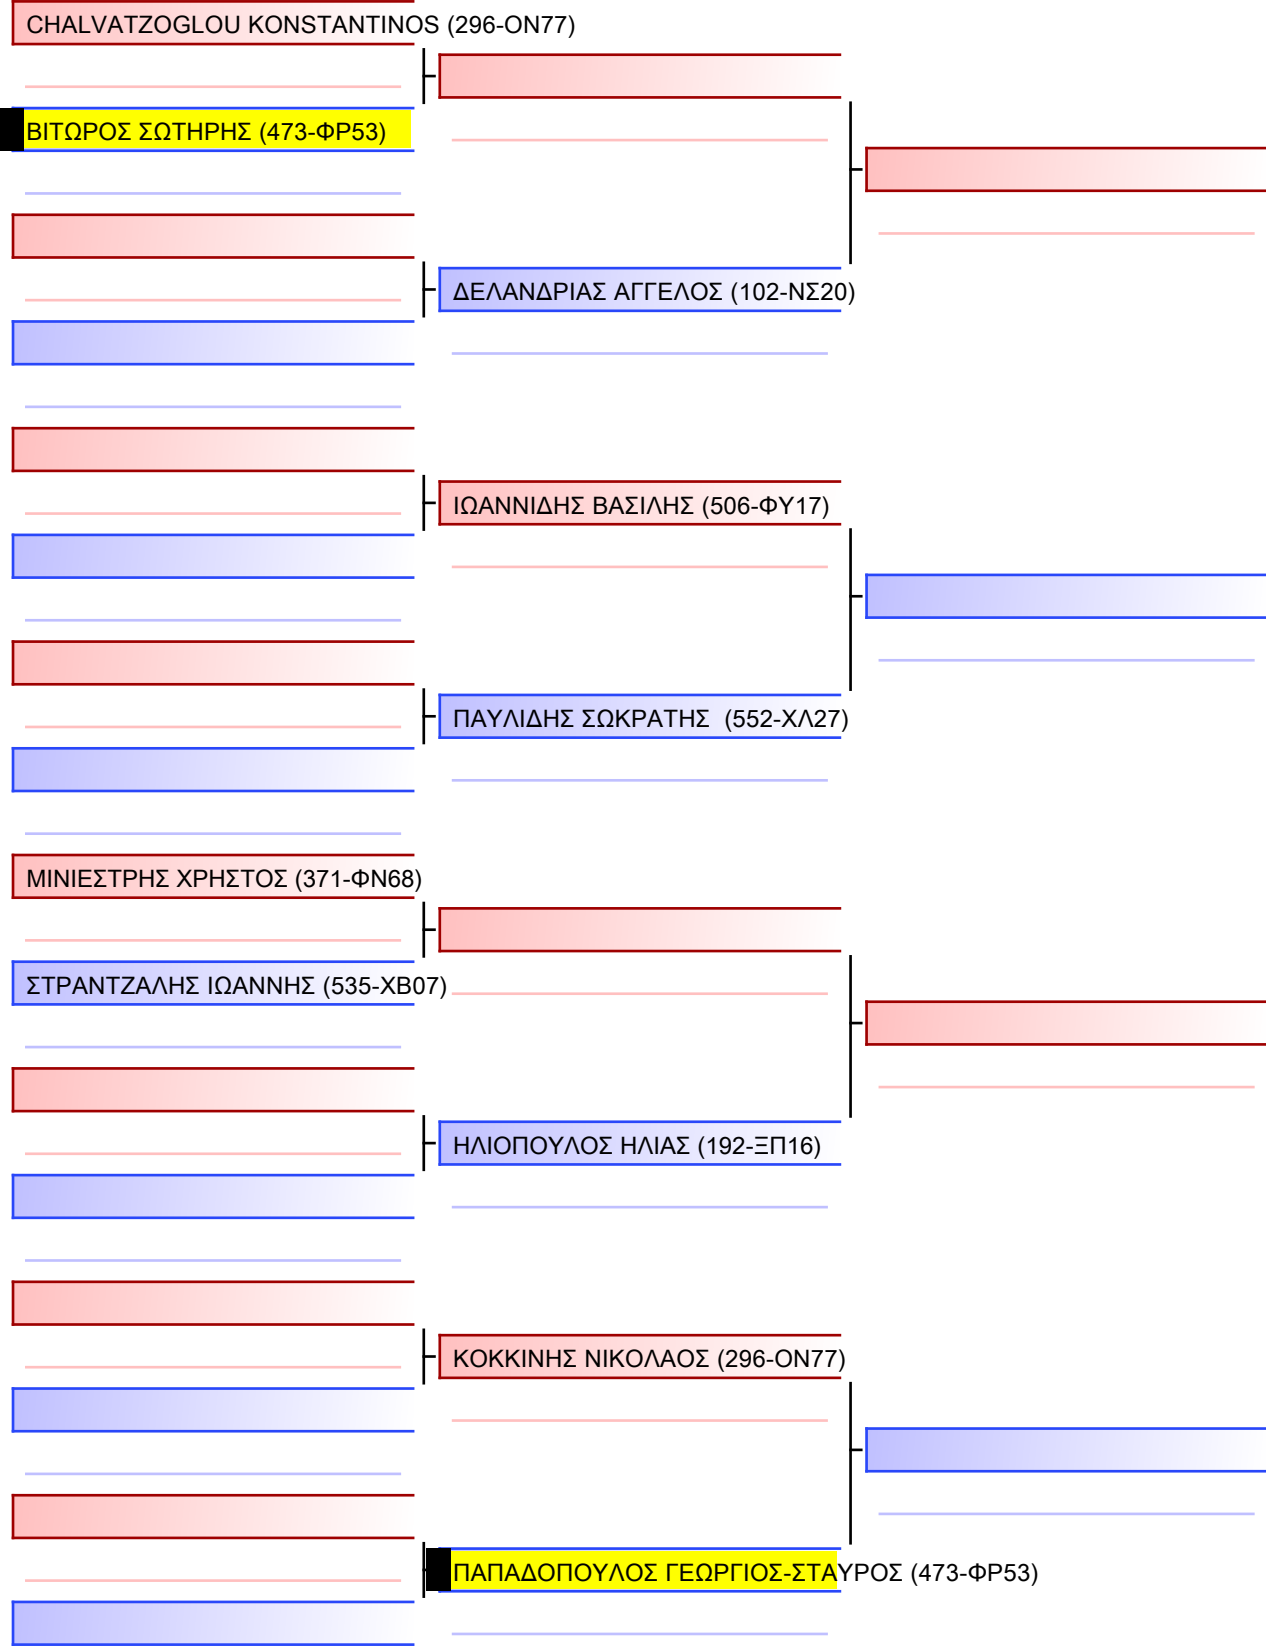 CHALVATZOGLOU KONSTANTINOS (296-ΟΝ77)
ΒΙΤΩΡΟΣ ΣΩΤΗΡΗΣ (473-ΦΡ53)
ΔΕΛΑΝΔΡΙΑΣ ΑΓΓΕΛΟΣ (102-ΝΣ20)
ΙΩΑΝΝΙΔΗΣ ΒΑΣΙΛΗΣ (506-ΦΥ17)
ΠΑΥΛΙΔΗΣ ΣΩΚΡΑΤΗΣ (552-ΧΛ27)
ΜΙΝΙΕΣΤΡΗΣ ΧΡΗΣΤΟΣ (371-ΦΝ68)
ΣΤΡΑΝΤΖΑΛΗΣ ΙΩΑΝΝΗΣ (535-ΧΒ07)
ΗΛΙΟΠΟΥΛΟΣ ΗΛΙΑΣ (192-ΞΠ16)
ΚΟΚΚΙΝΗΣ ΝΙΚΟΛΑΟΣ (296-ΟΝ77)
ΠΑΠΑΔΟΠΟΥΛΟΣ ΓΕΩΡΓΙΟΣ-ΣΤΑΥΡΟΣ (473-ΦΡ53)